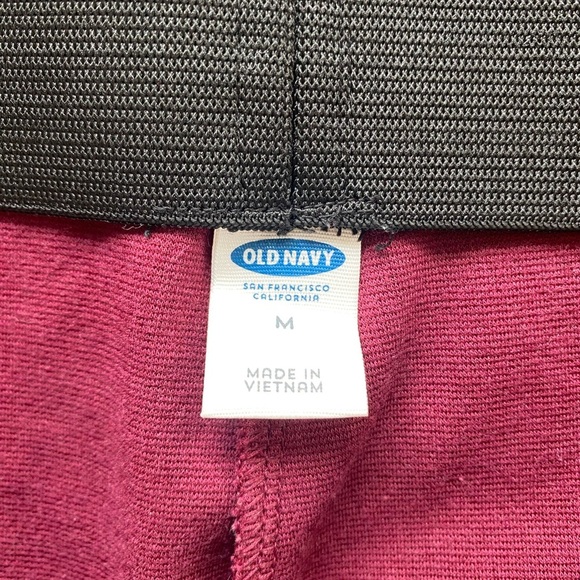 OLD NAVY
SAN FRANCISCO
CALIFORNIA
M
MADE IN
VIETNAM